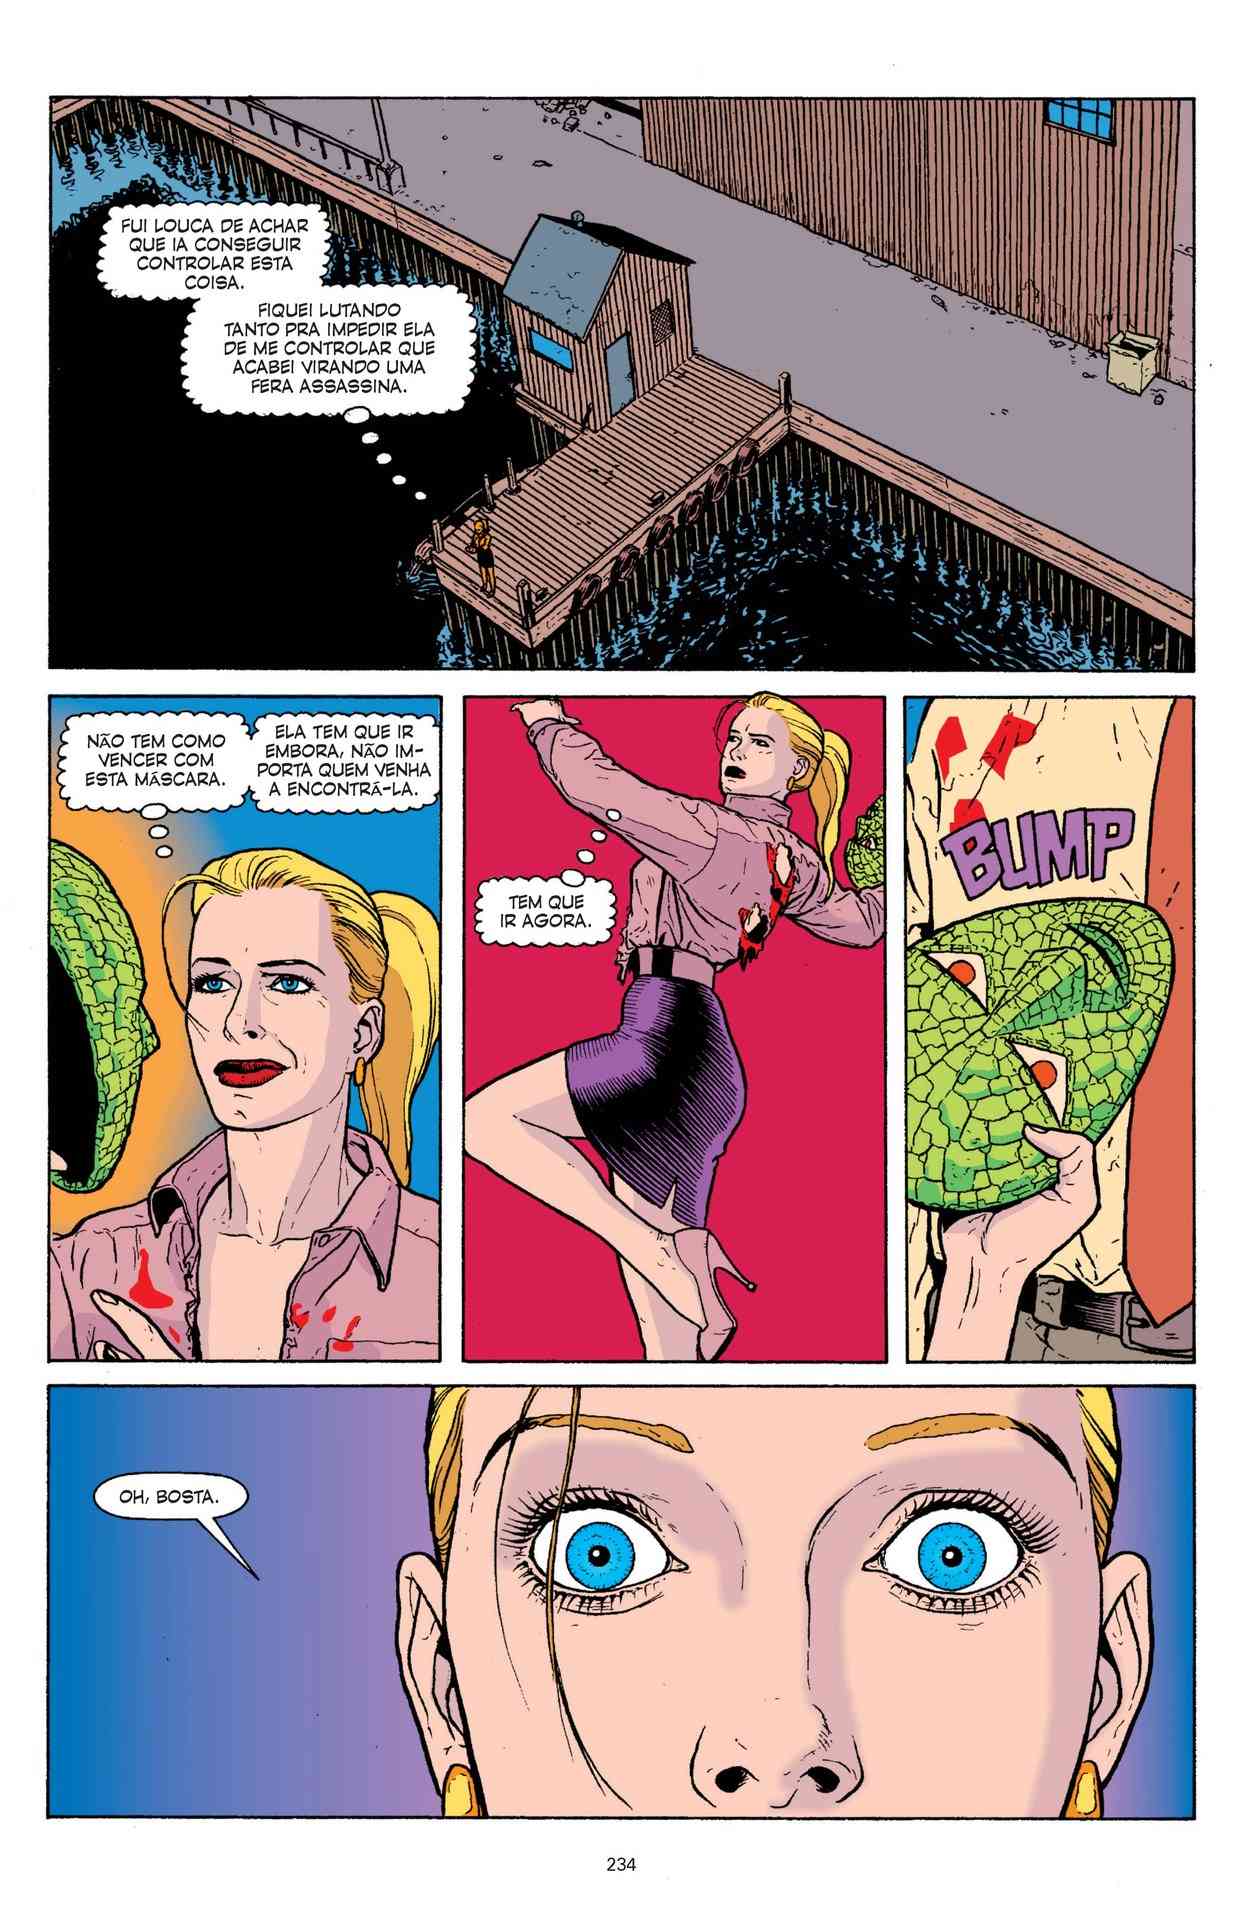 FUI LOUCA DE ACHAR
QUE IA CONSEGUIR
CONTROLAR ESTA
COISA.
FIQUEI LUTANDO
TANTO PRA IMPEDIR ELA
DE ME CONTROLAR QUE
ACABEI VIRANDO UMA
FERA ASSASSINA.
NÃO TEM COMO
VENCER COM
ESTA MÁSCARA.
ELA TEM QUE IR
EMBORA, NÃO IM-
PORTA QUEM VENHA
A ENCONTRÁ-LA.
TEM QUE
IR AGORA.
BUMP
OH, BOSTA.
234